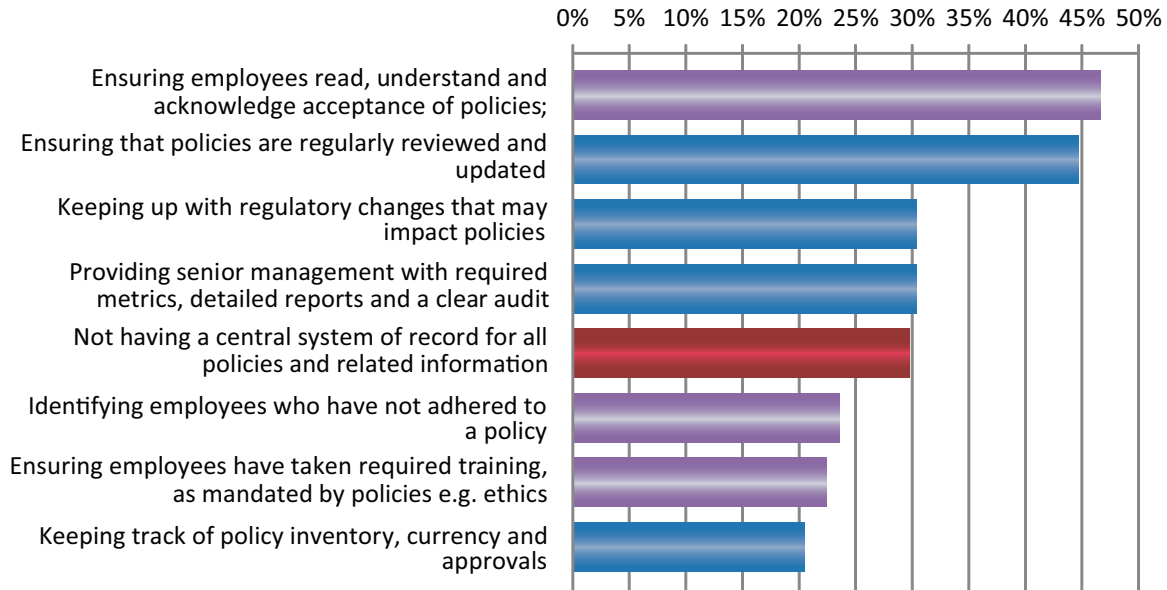 0% 5% 10% 15% 20% 25% 30% 35% 40% 45% 50%
Ensuring employees read, understand and
acknowledge acceptance of policies;
Ensuring that policies are regularly reviewed and
updated
Keeping up with regulatory changes that may
impact policies
Providing senior management with required
metrics, detailed reports and a clear audit
Not having a central system of record for all
policies and related information
Identifying employees who have not adhered to
a policy
Ensuring employees have taken required training,
as mandated by policies e.g. ethics
Keeping track of policy inventory, currency and
approvals